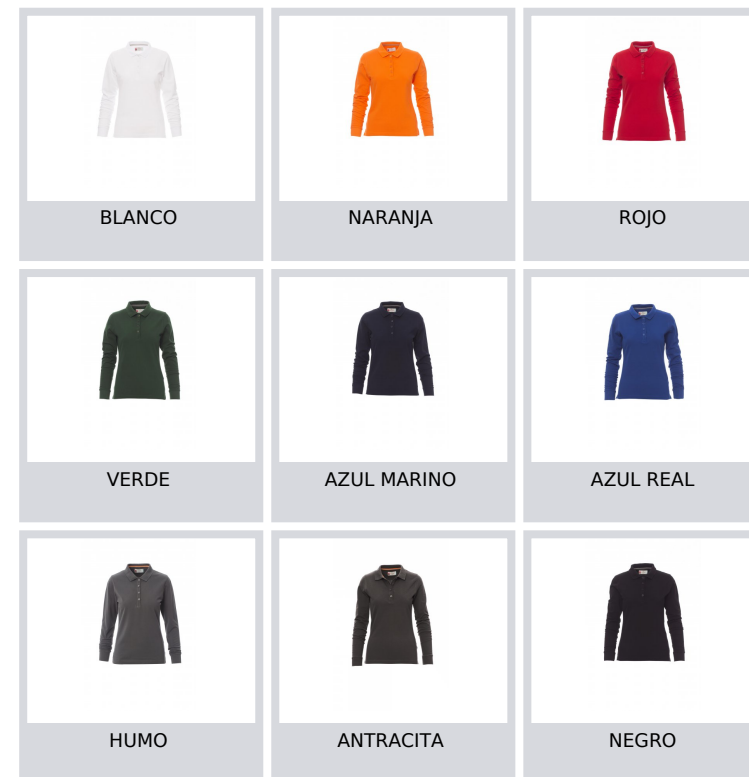 BLANCO
NARANJA
ROJO
VERDE
AZUL MARINO
AZUL REAL
HUMO
ANTRACITA
NEGRO